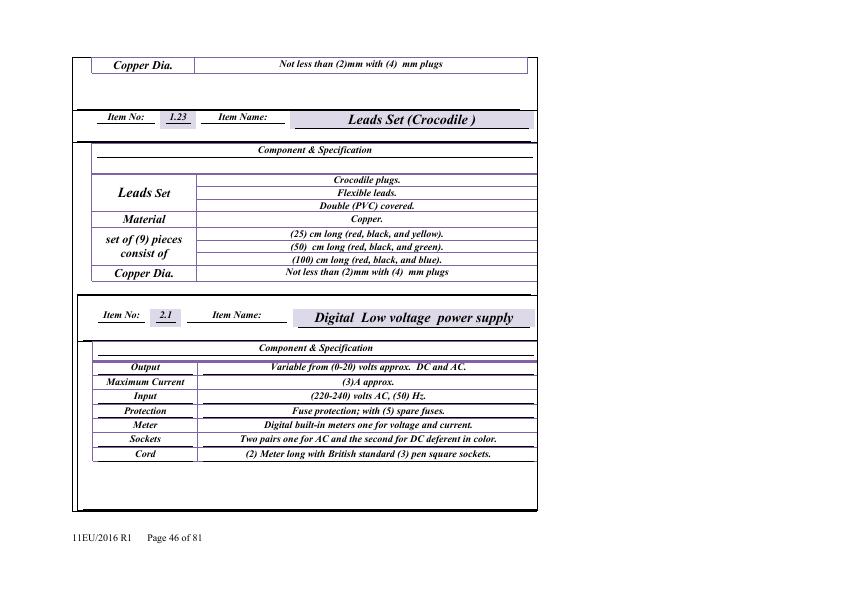 Copper Dia. Not less than (2)mm with (4) mm plugs
Item No: 1.23 Item Name: Leads Set (Crocodile )
Component & Specification
Leads Set
Crocodile plugs.
Flexible leads.
Double (PVC) covered.
Material Copper.
set of (9) pieces consist of
(25) cm long (red, black, and yellow).
(50) cm long (red, black, and green).
(100) cm long (red, black, and blue).
Copper Dia. Not less than (2)mm with (4) mm plugs
Item No: 2.1 Item Name: Digital Low voltage power supply
Component & Specification
Output Variable from (0-20) volts approx. DC and AC.
Maximum Current (3)A approx.
Input (220-240) volts AC, (50) Hz.
Protection Fuse protection; with (5) spare fuses.
Meter Digital built-in meters one for voltage and current.
Sockets Two pairs one for AC and the second for DC deferent in color.
Cord (2) Meter long with British standard (3) pen square sockets.
11EU/2016 R1 Page 46 of 81